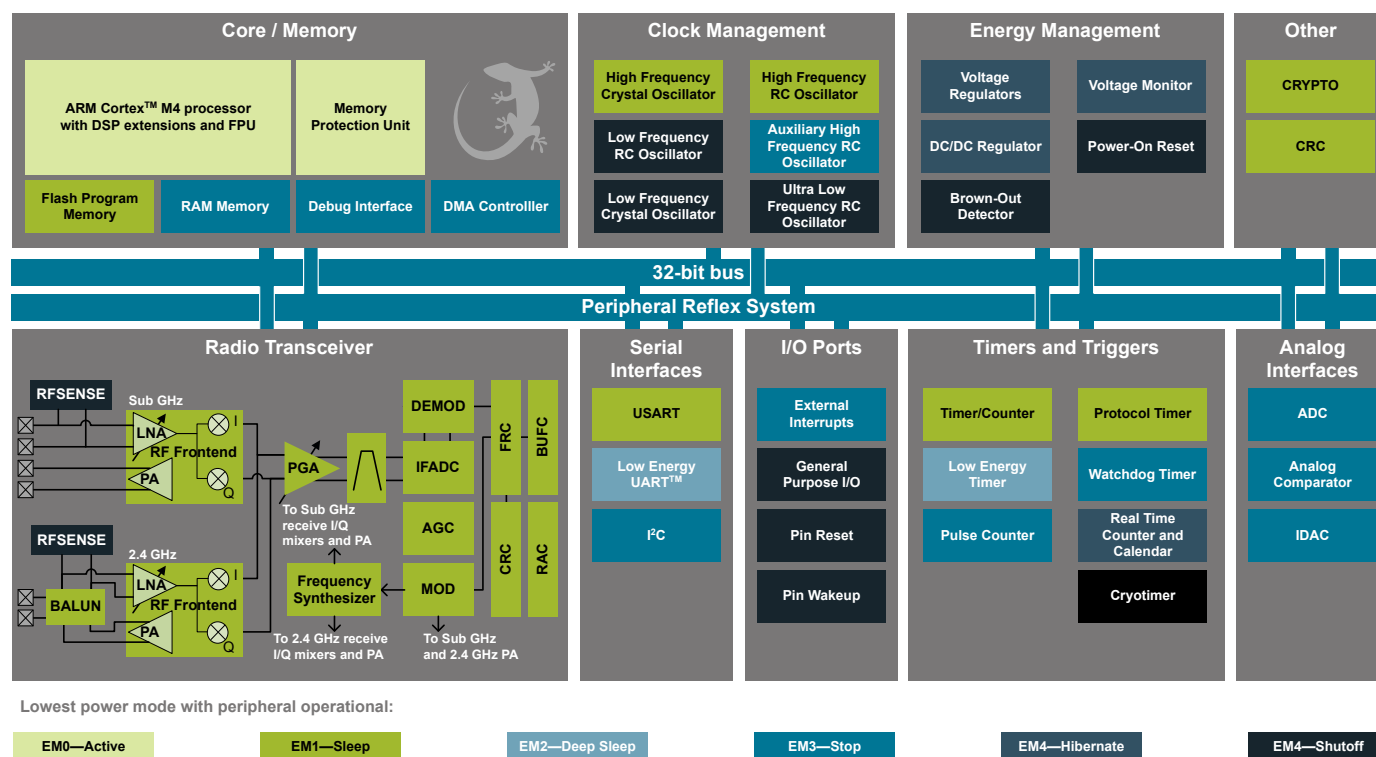 Core / Memory
ARM Cortex™ M4 processor
with DSP extensions and FPU
Memory
Protection Unit
Flash Program
Memory
RAM Memory
Debug Interface
DMA Controlller
Clock Management
High Frequency
Crystal Oscillator
High Frequency
RC Oscillator
Low Frequency
RC Oscillator
Auxiliary High
Frequency RC
Oscillator
Low Frequency
Crystal Oscillator
Ultra Low
Frequency RC
Oscillator
Energy Management
Voltage
Regulators
Voltage Monitor
DC/DC Regulator
Power-On Reset
Brown-Out
Detector
Other
CRYPTO
CRC
32-bit bus
Peripheral Reflex System
Radio Transceiver
RFSENSE
Sub GHz
LNA
RF Frontend
PA
I
Q
RFSENSE
2.4 GHz
LNA
RF Frontend
BALUN
PA
I
Q
PGA
To Sub GHz
receive I/Q
mixers and PA
Frequency
Synthesizer
To 2.4 GHz receive
I/Q mixers and PA
DEMOD
IFADC
AGC
MOD
To Sub GHz
and 2.4 GHz PA
FRC
BUFC
CRC
RAC
Serial
Interfaces
USART
Low Energy
UART™
I²C
I/O Ports
External
Interrupts
General
Purpose I/O
Pin Reset
Pin Wakeup
Timers and Triggers
Timer/Counter
Protocol Timer
Low Energy
Timer
Watchdog Timer
Pulse Counter
Real Time
Counter and
Calendar
Cryotimer
Analog
Interfaces
ADC
Analog
Comparator
IDAC
Lowest power mode with peripheral operational:
EM0—Active
EM1—Sleep
EM2—Deep Sleep
EM3—Stop
EM4—Hibernate
EM4—Shutoff